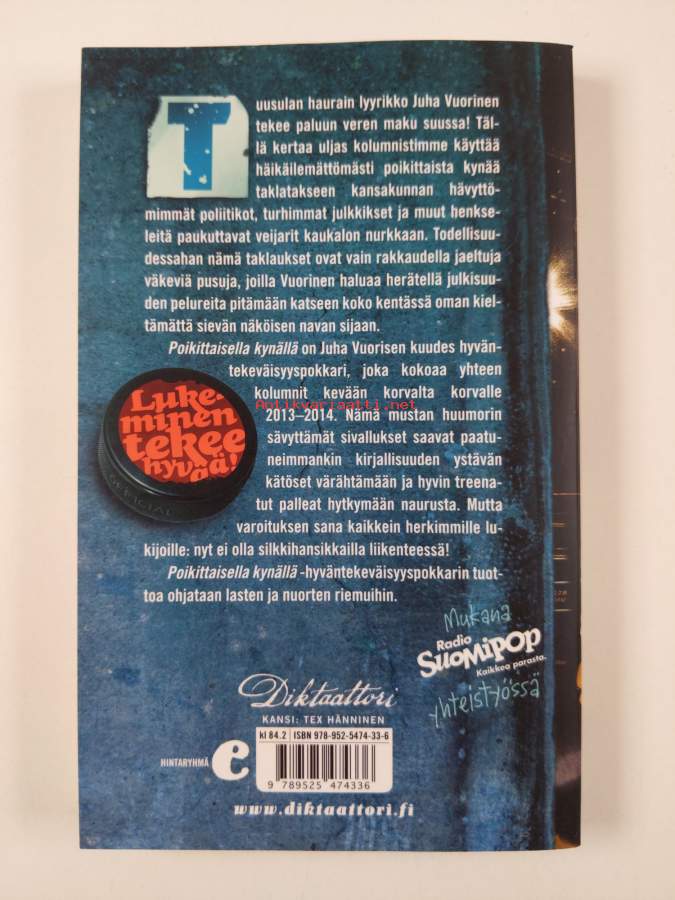 Tuusulan haurain lyyrikko Juha Vuorinen
tekee paluun veren maku suussa! Täl-
lä kertaa uljas kolumnistimme käyttää
häikäilemättömästi poikittaista kynää
taklatakseen kansakunnan hävyttö-
mimmät poliitikot, turhimmat julkkikset ja muut henkse-
leitä paukuttavat veijarit kaukalon nurkkaan. Todellisuu-
dessahan nämä taklaukset ovat vain rakkaudella jaeltuja
väkeviä pusuja, joilla Vuorinen haluaa herätellä julkisuu-
den pelureita pitämään katseen koko kentässä oman kiel-
tämättä sievän näköisen navan sijaan.
Poikittaisella kynällä on Juha Vuorisen kuudes hyvän-
tekeväisyyspokkari, joka kokoaa yhteen
kolumnit kevään korvalta korvalle
2013–2014. Nämä mustan huumorin
sävyttämät sivallukset saavat paatu-
neimmankin kirjallisuuden ystävän
kätöset värähtämään ja hyvin treena-
tut palleat hytkymään naurusta. Mutta
varoituksen sana kaikkein herkimmille lu-
kijoille: nyt ei olla silkkihansikkailla liikenteessä!
Poikittaisella kynällä -hyväntekeväisyyspokkarin tuot-
toa ohjataan lasten ja nuorten riemuihin.
Luke-
minen
tekee
hyvää!
OFFICIAL
Antikvariaatti.net
Mukana
Radio
SUOMIPOP
Kaikkea parasta.
yhteistyössä
Diktaattori
KANSI: TEX HÄNNINEN
kl 84.2 ISBN 978-952-5474-33-6
HINTARYHMÄ e
9 789525 474336
www.diktaattori.fi